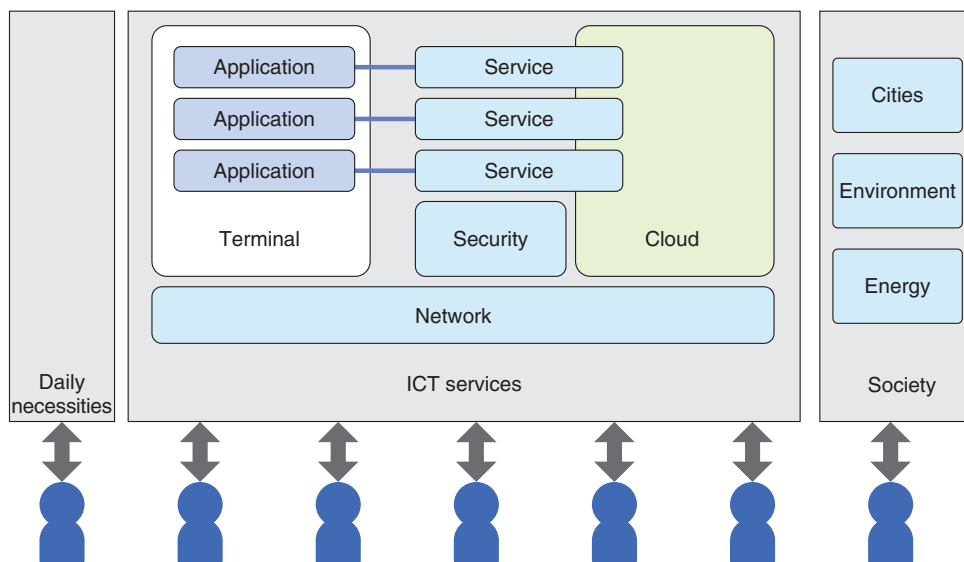 Application
Service
Application
Service
Application
Service
Terminal
Security
Cloud
Network
ICT services
Daily
necessities
Cities
Environment
Energy
Society